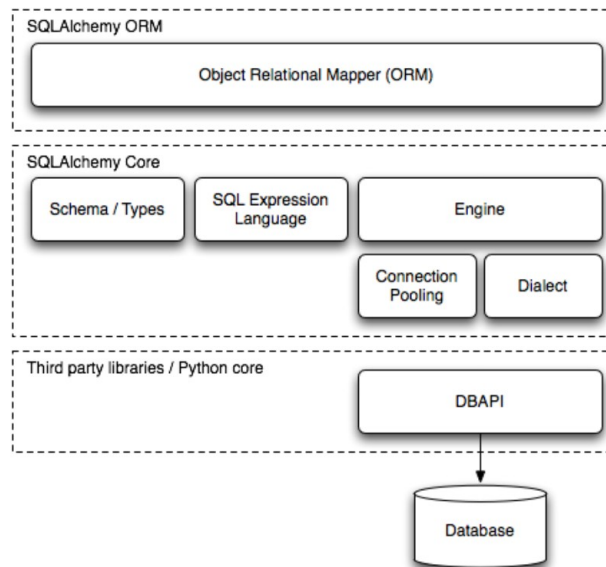 SQLAlchemy ORM
Object Relational Mapper (ORM)
SQLAlchemy Core
Schema / Types
SQL Expression
Language
Engine
Connection
Pooling
Dialect
Third party libraries / Python core
DBAPI
Database